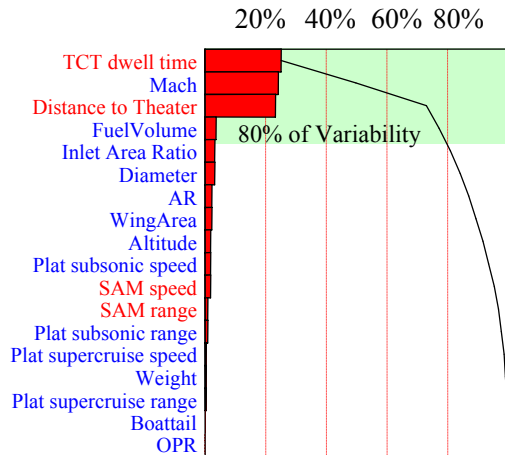 20% 40% 60% 80%
TCT dwell time
Mach
Distance to Theater
FuelVolume
80% of Variability
Inlet Area Ratio
Diameter
AR
WingArea
Altitude
Plat subsonic speed
SAM speed
SAM range
Plat subsonic range
Plat supercruise speed
Weight
Plat supercruise range
Boattail
OPR